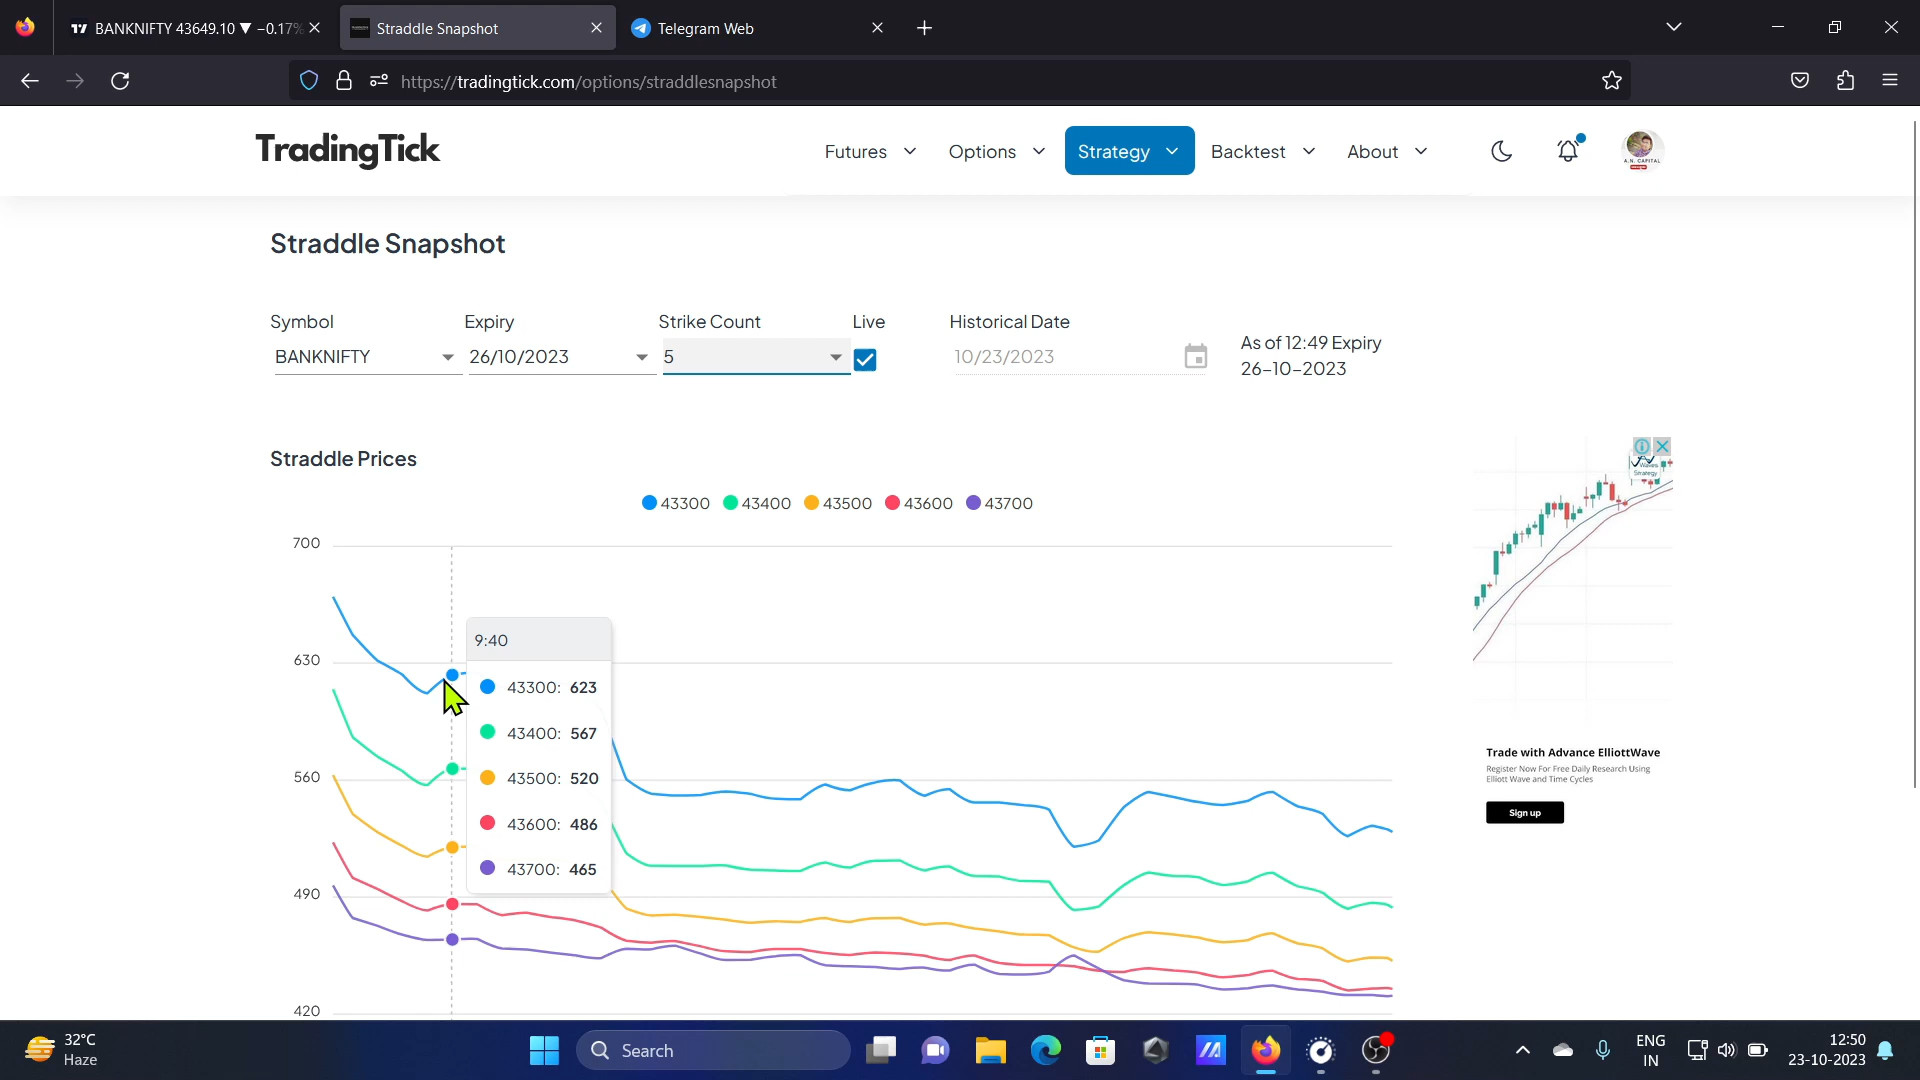 BANKNIFTY 43649.10 ▼ −0.17%
Straddle Snapshot
Telegram Web
https://tradingtick.com/options/straddlesnapshot
TradingTick
Futures
Options
Strategy
Backtest
About
A.N. CAPITAL
Straddle Snapshot
Symbol
Expiry
Strike Count
Live
Historical Date
BANKNIFTY
26/10/2023
5
10/23/2023
As of 12:49 Expiry
26-10-2023
Straddle Prices
43300 43400 43500 43600 43700
700
630
560
490
420
9:40
43300: 623
43400: 567
43500: 520
43600: 486
43700: 465
Waves
Strategy
Trade with Advance ElliottWave
Register Now For Free Daily Research Using
Elliott Wave and Time Cycles
Sign up
32°C
Haze
Search
ENG
IN
12:50
23-10-2023